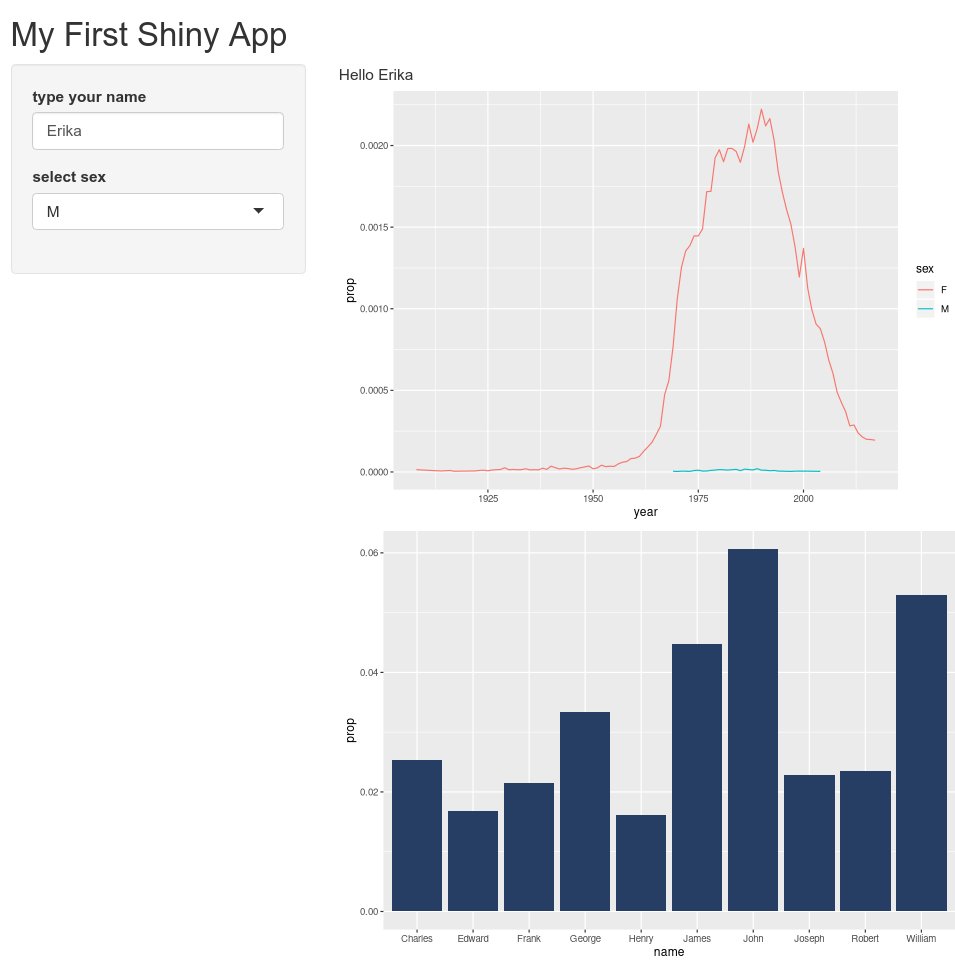 My First Shiny App
type your name
Erika
select sex
M
Hello Erika
prop
0.0020
0.0015
0.0010
0.0005
0.0000
1925 1950 1975 2000
year
sex
F
M
prop
0.06
0.04
0.02
0.00
Charles Edward Frank George Henry James John Joseph Robert William
name